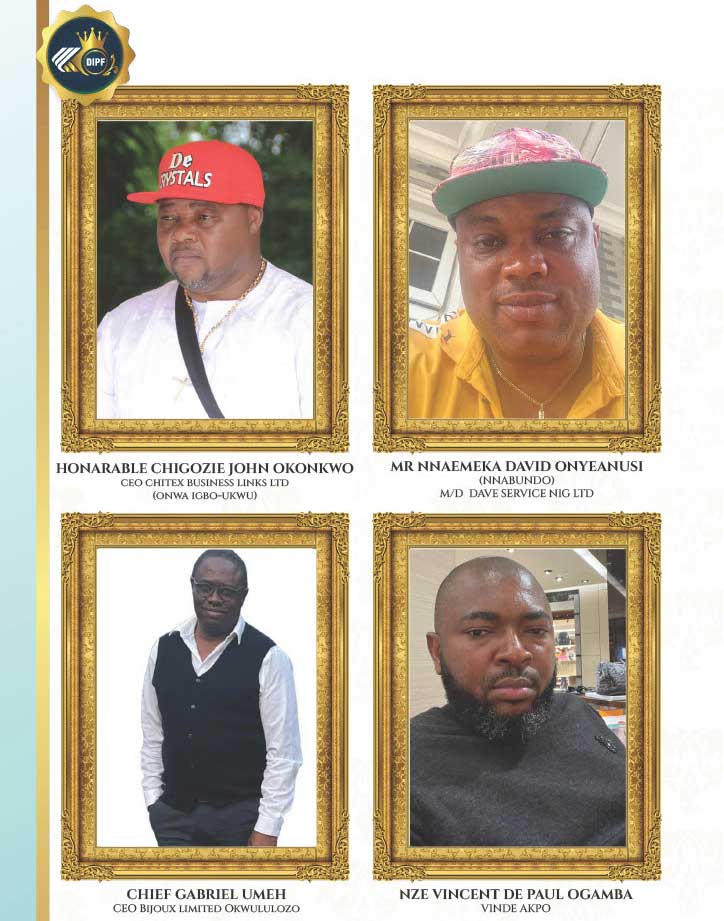 DIPF
De
CRYSTALS
HONARABLE CHIGOZIE JOHN OKONKWO
CEO CHITEX BUSINESS LINKS LTD
(ONWA IGBO-UKWU)
MR NNAEMEKA DAVID ONYEANUSI
(NNABUNDO)
M/D DAVE SERVICE NIG LTD
CHIEF GABRIEL UMEH
CEO BIJOUX LIMITED OKWULULOZO
NZE VINCENT DE PAUL OGAMBA
VINDE AKPO